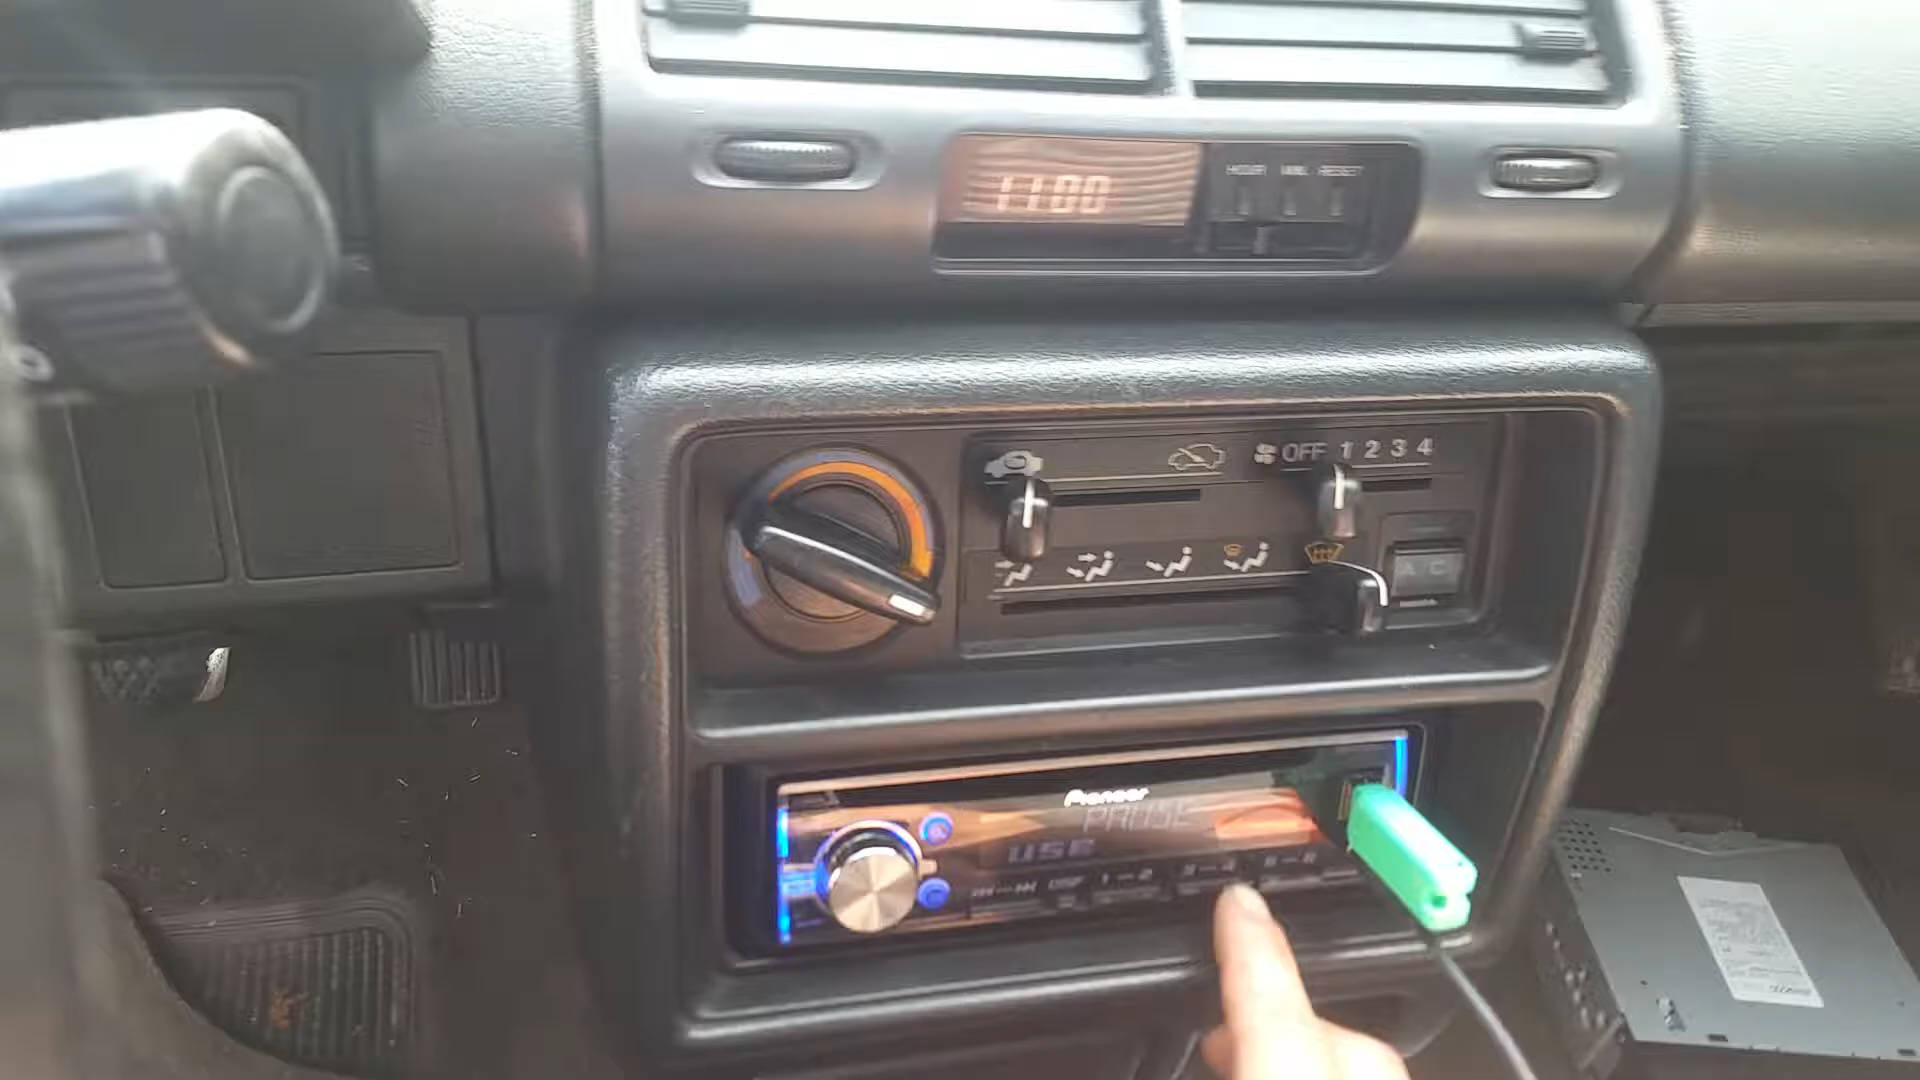 11:00
HOUR MIN. RESET
OFF 1 2 3 4
A/C
Pioneer
PAUSE
USB
DISP 1 — 2 3 — 4 5 — 6